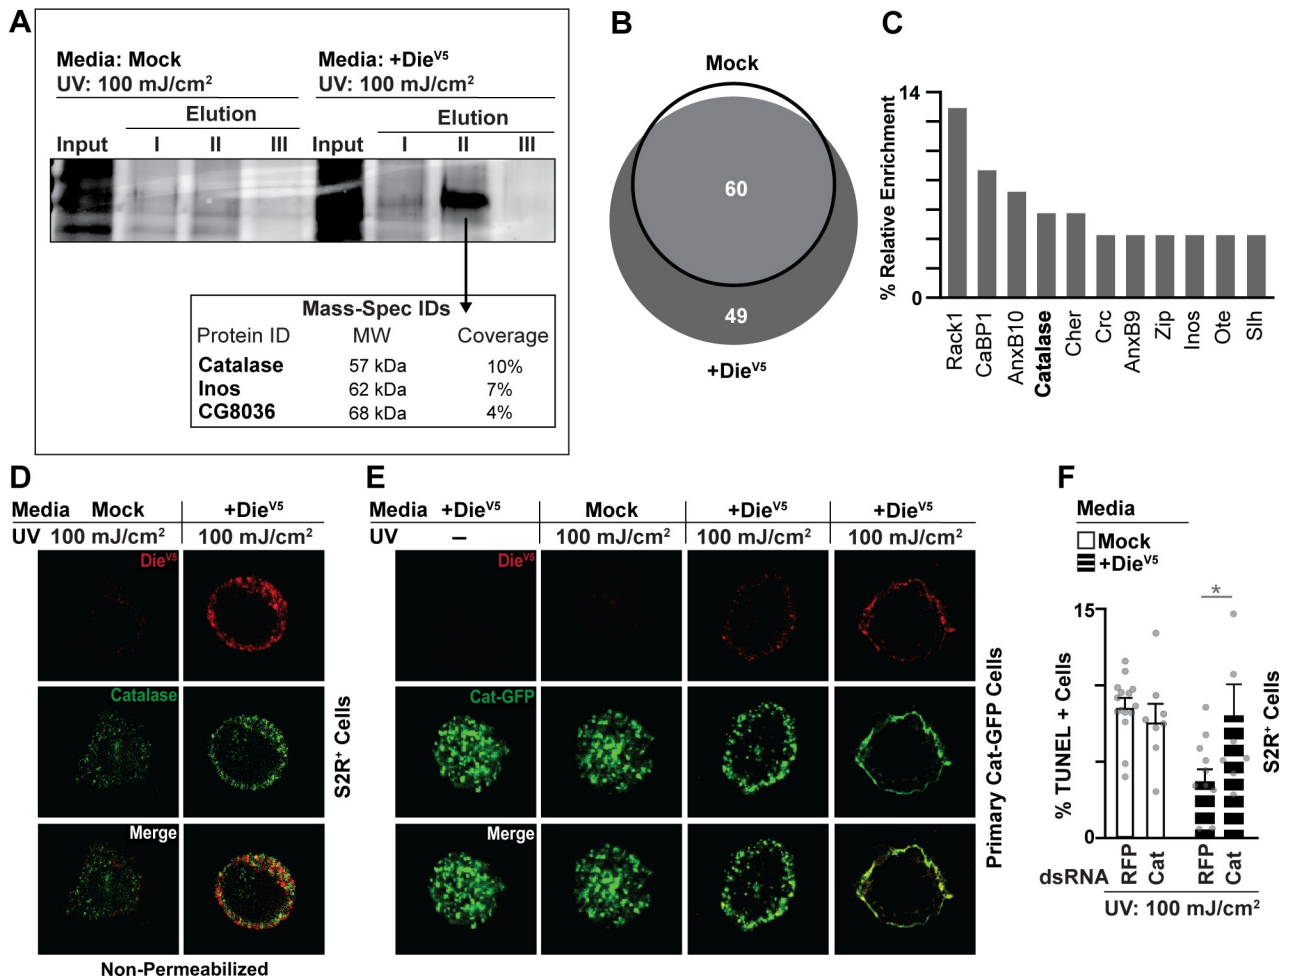 A
Media: Mock
UV: 100 mJ/cm²
Media: +Dieⱽ⁵
UV: 100 mJ/cm²
Elution
Elution
Input I II III Input I II III
Mass-Spec IDs
Protein ID MW Coverage
Catalase 57 kDa 10%
Inos 62 kDa 7%
CG8036 68 kDa 4%
B
Mock
60
49
+Dieⱽ⁵
C
% Relative Enrichment
14
0
Rack1
CaBP1
AnxB10
Catalase
Cher
Crc
AnxB9
Zip
Inos
Ote
Slh
D
Media Mock +Dieⱽ⁵
UV 100 mJ/cm² 100 mJ/cm²
Dieⱽ⁵
Catalase
Merge
S2R⁺ Cells
Non-Permeabilized
E
Media +Dieⱽ⁵ Mock +Dieⱽ⁵ +Dieⱽ⁵
UV – 100 mJ/cm² 100 mJ/cm² 100 mJ/cm²
Dieⱽ⁵
Cat-GFP
Merge
Primary Cat-GFP Cells
F
Media
Mock
+Dieⱽ⁵
*
15
0
% TUNEL + Cells
S2R⁺ Cells
dsRNA RFP Cat RFP Cat
UV: 100 mJ/cm²